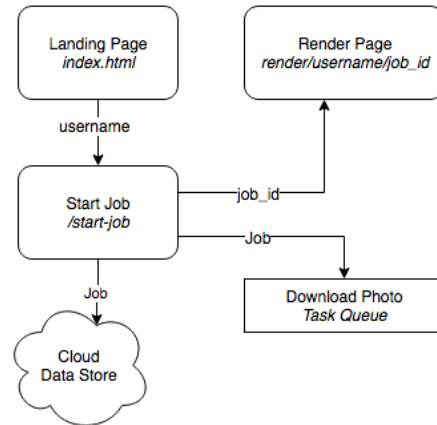 Landing Page
index.html
Render Page
render/username/job_id
username
Start Job
/start-job
job_id
Job
Job
Download Photo
Task Queue
Cloud
Data Store